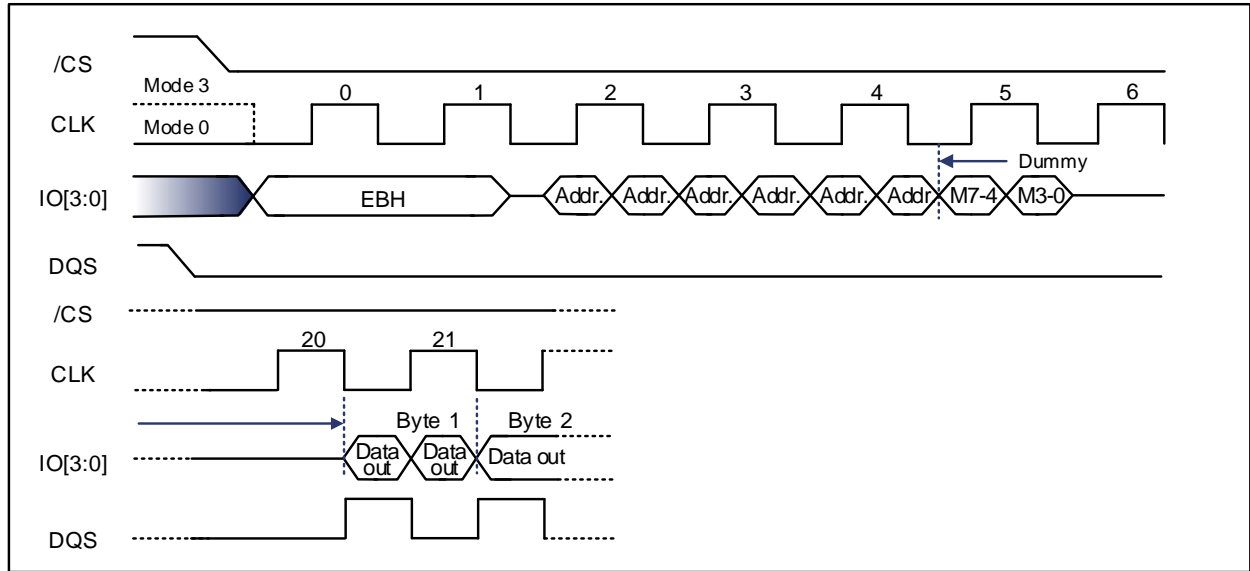 /CS
Mode 3
0 1 2 3 4 5 6
CLK
Mode 0
Dummy
IO[3:0]
EBH Addr. Addr. Addr. Addr. Addr. Addr M7-4 M3-0
DQS
/CS
20 21
CLK
Byte 1 Byte 2
IO[3:0]
Data out Data out Data out
DQS